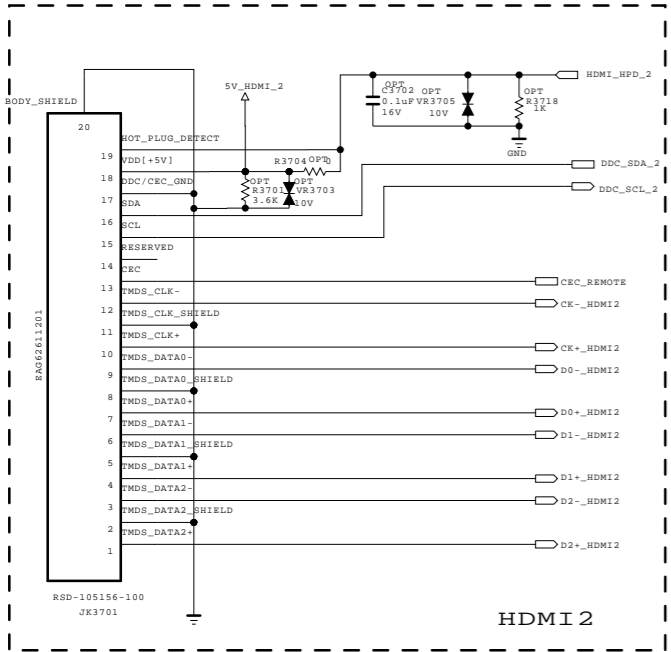 OPT
C3702
0.1uF
16V
OPT
VR3705
10V
OPT
R3718
1K
HDMI_HPD_2
5V_HDMI_2
GND
BODY_SHIELD
20
HOT_PLUG_DETECT
19
VDD[+5V]
R3704
OPT
0
DDC_SDA_2
18
DDC/CEC_GND
OPT
R3701
3.6K
OPT
VR3703
10V
DDC_SCL_2
17
SDA
16
SCL
15
RESERVED
14
CEC
CEC_REMOTE
13
TMDS_CLK-
CK-_HDMI2
12
TMDS_CLK_SHIELD
11
TMDS_CLK+
CK+_HDMI2
10
TMDS_DATA0-
D0-_HDMI2
9
TMDS_DATA0_SHIELD
8
TMDS_DATA0+
D0+_HDMI2
7
TMDS_DATA1-
D1-_HDMI2
6
TMDS_DATA1_SHIELD
5
TMDS_DATA1+
D1+_HDMI2
4
TMDS_DATA2-
D2-_HDMI2
3
TMDS_DATA2_SHIELD
2
TMDS_DATA2+
D2+_HDMI2
1
EAG62611201
RSD-105156-100
JK3701
HDMI2